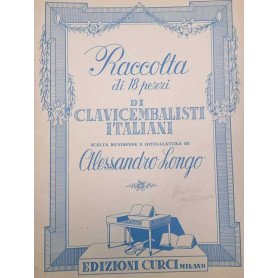 Raccolta
di 18 pezzi
DI
CLAVICEMBALISTI
ITALIANI
SCELTA REVISIONE E DITEGGIATURA DI
Alessandro Longo
EDIZIONI CURCI MILANO